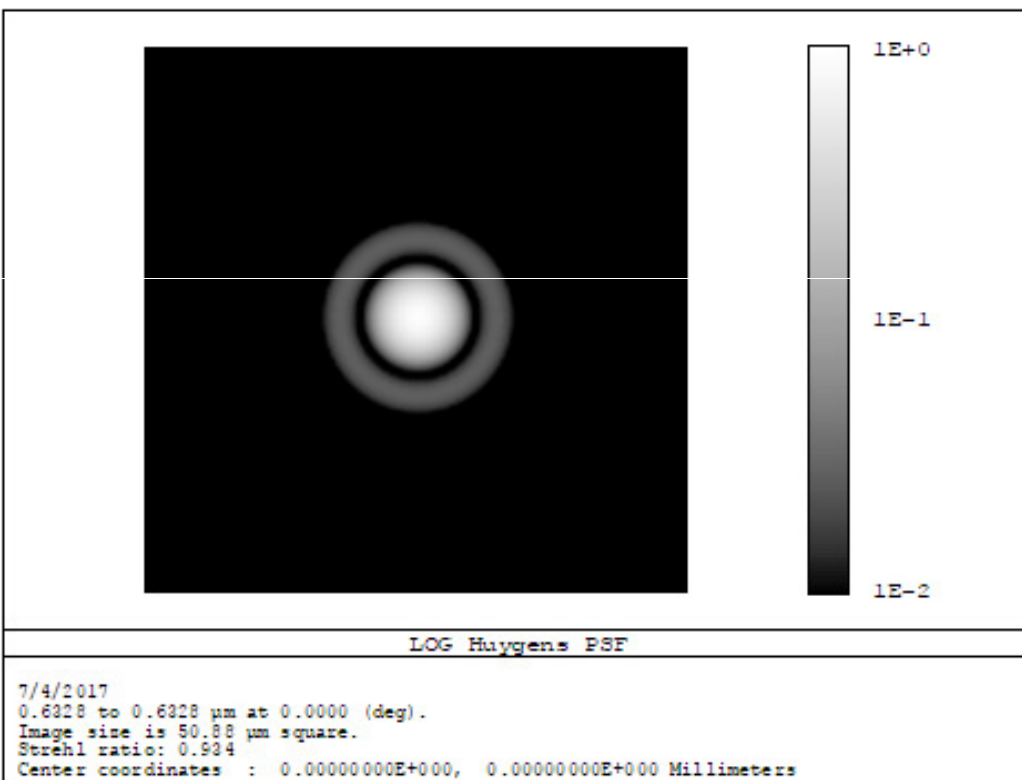 1E+0
1E-1
1E-2
LOG Huygens PSF
7/4/2017
0.6328 to 0.6328 µm at 0.0000 (deg).
Image size is 50.88 µm square.
Strehl ratio: 0.934
Center coordinates  :  0.00000000E+000,  0.00000000E+000 Millimeters